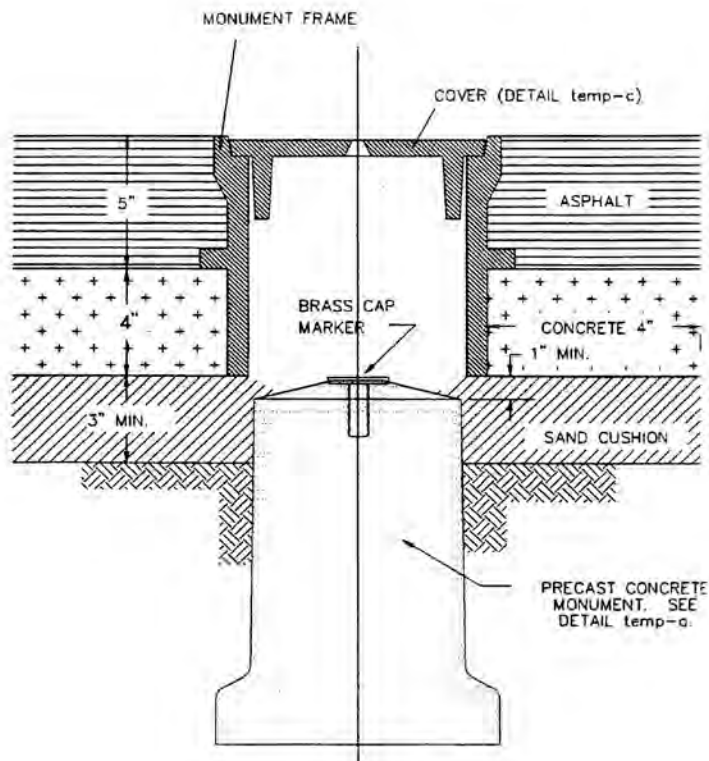 MONUMENT FRAME
COVER (DETAIL temp-c)
5"
ASPHALT
BRASS CAP
MARKER
4"
CONCRETE 4"
1" MIN.
3" MIN.
SAND CUSHION
PRECAST CONCRETE
MONUMENT. SEE
DETAIL temp-a.